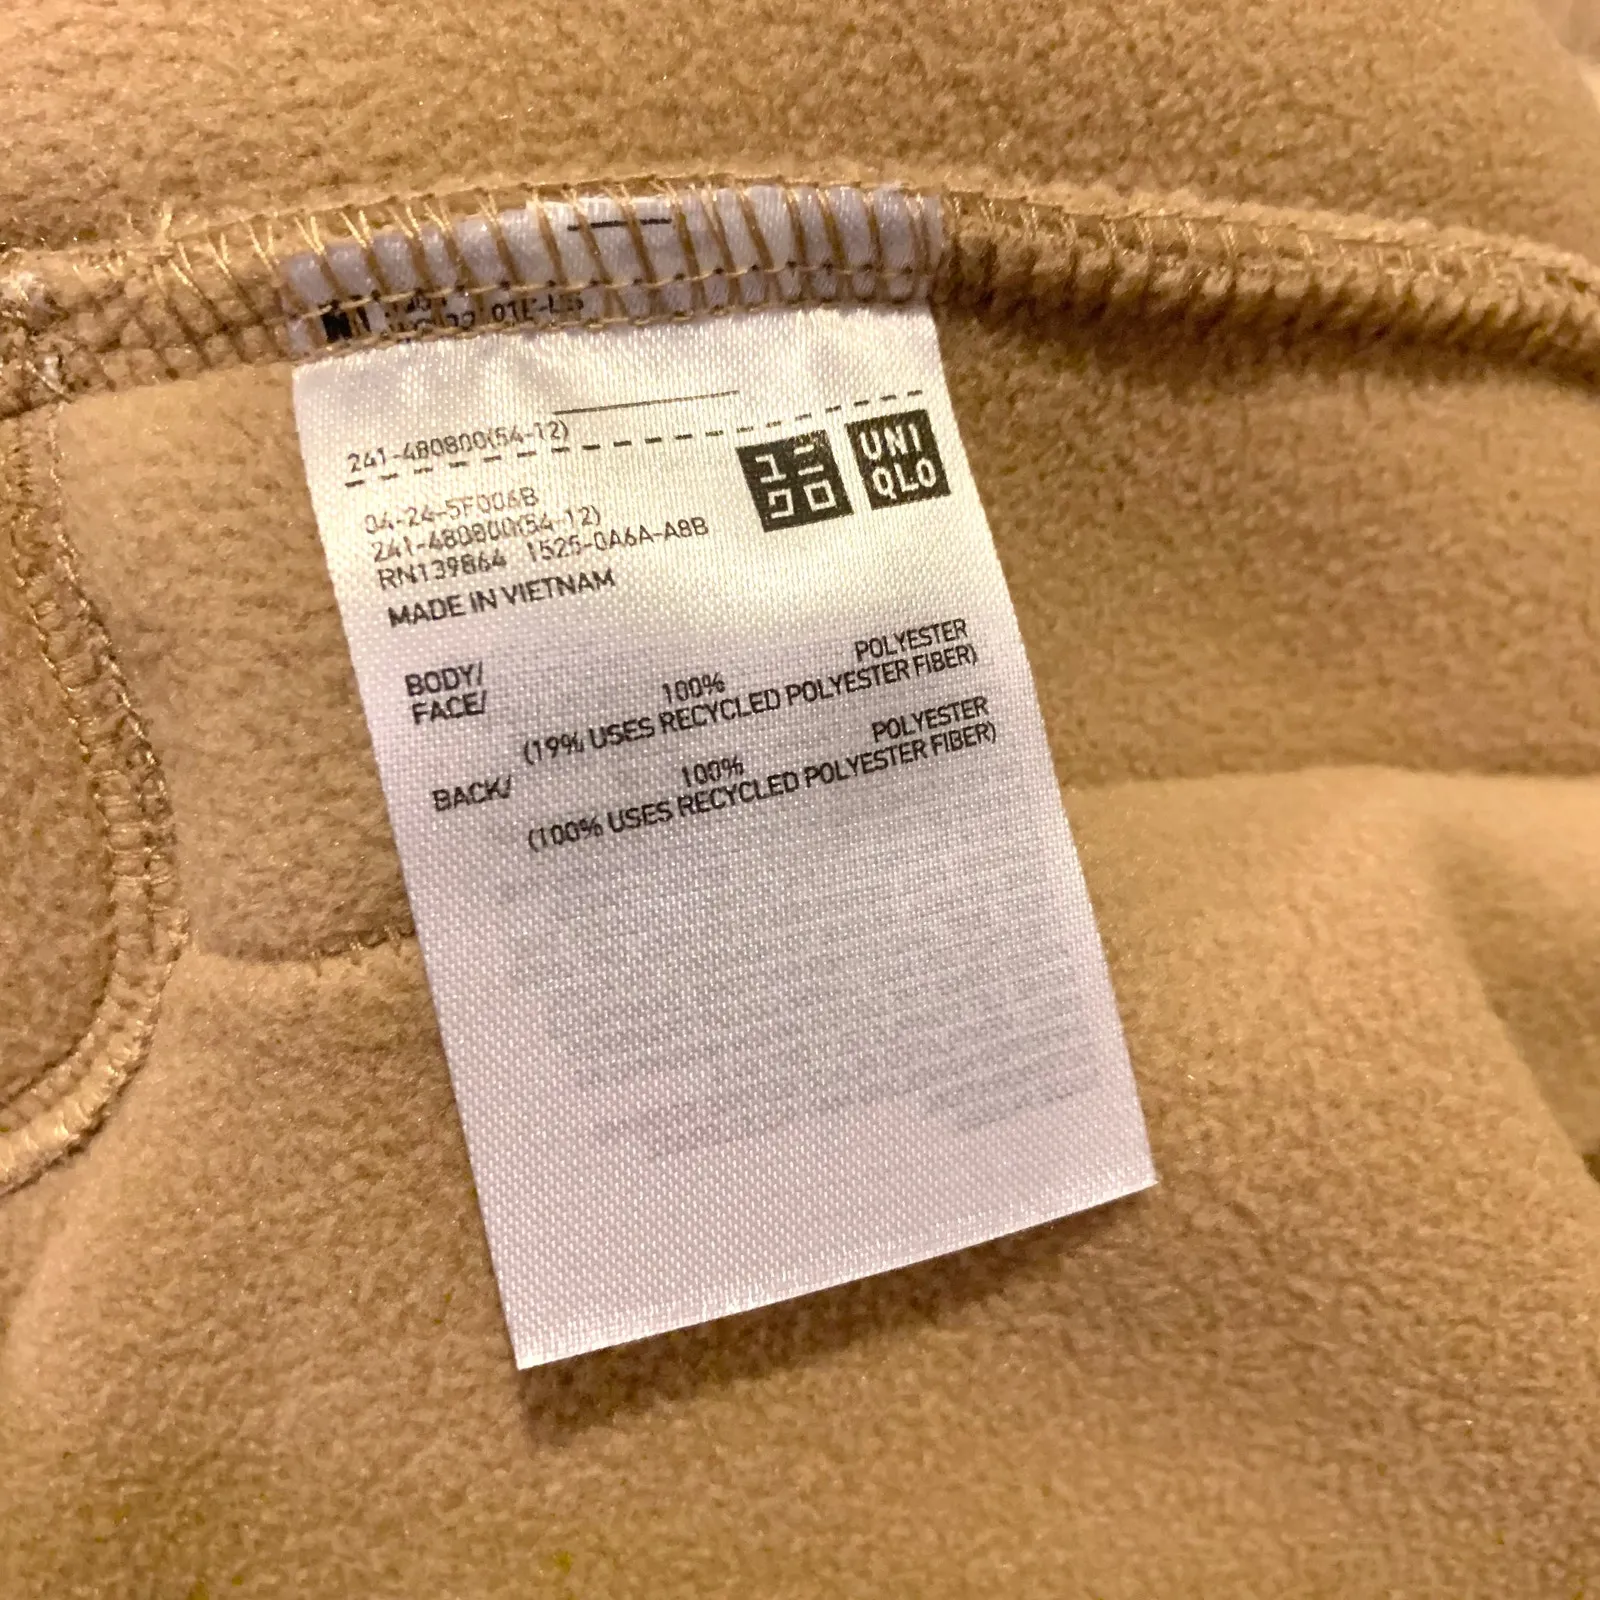 241-480800(54-12)
ユニ
クロ
UNI
QLO
04-24-5F006B
241-480800(54-12)
RN139864 1525-0A6A-A8B
MADE IN VIETNAM
BODY/
FACE/ 100% POLYESTER
(19% USES RECYCLED POLYESTER FIBER)
BACK/ 100% POLYESTER
(100% USES RECYCLED POLYESTER FIBER)